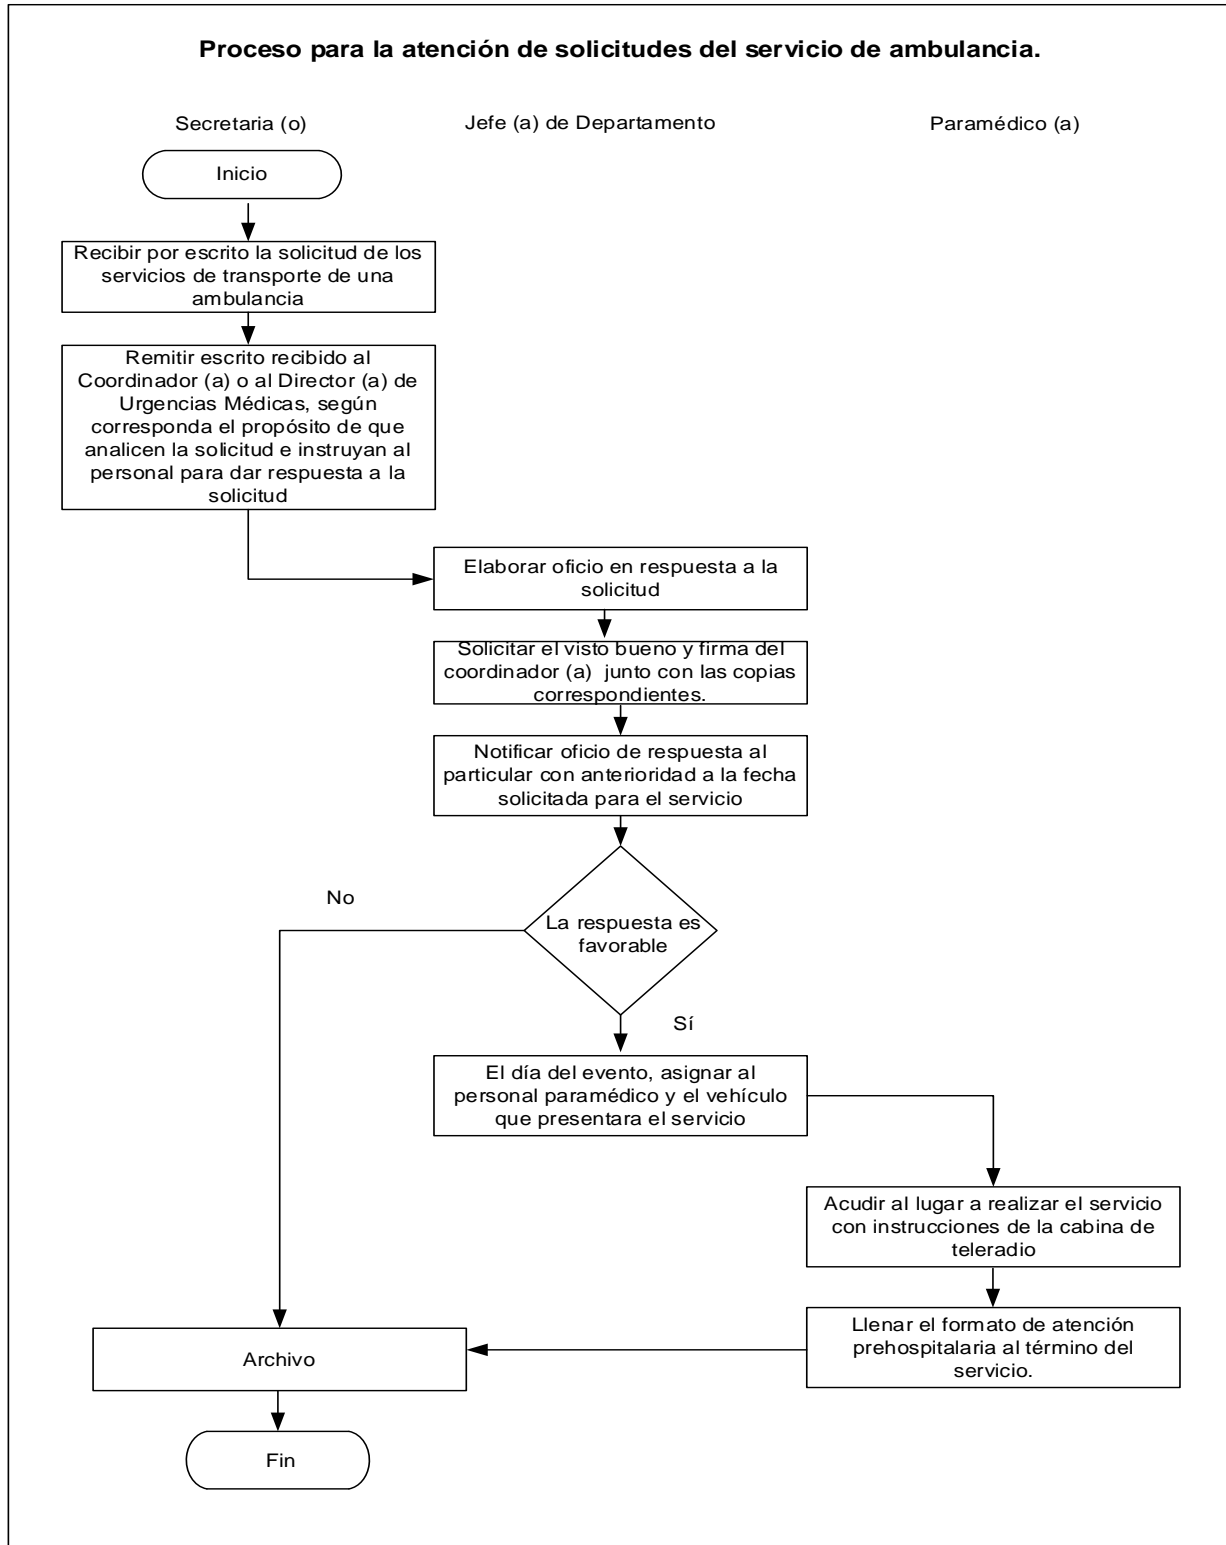 Proceso para la atención de solicitudes del servicio de ambulancia.
Secretaria (o)
Jefe (a) de Departamento
Paramédico (a)
Inicio
Recibir por escrito la solicitud de los
servicios de transporte de una
ambulancia
Remitir escrito recibido al
Coordinador (a) o al Director (a) de
Urgencias Médicas, según
corresponda el propósito de que
analicen la solicitud e instruyan al
personal para dar respuesta a la
solicitud
Elaborar oficio en respuesta a la
solicitud
Solicitar el visto bueno y firma del
coordinador (a) junto con las copias
correspondientes.
Notificar oficio de respuesta al
particular con anterioridad a la fecha
solicitada para el servicio
La respuesta es
favorable
No
Sí
El día del evento, asignar al
personal paramédico y el vehículo
que presentara el servicio
Acudir al lugar a realizar el servicio
con instrucciones de la cabina de
teleradio
Llenar el formato de atención
prehospitalaria al término del
servicio.
Archivo
Fin